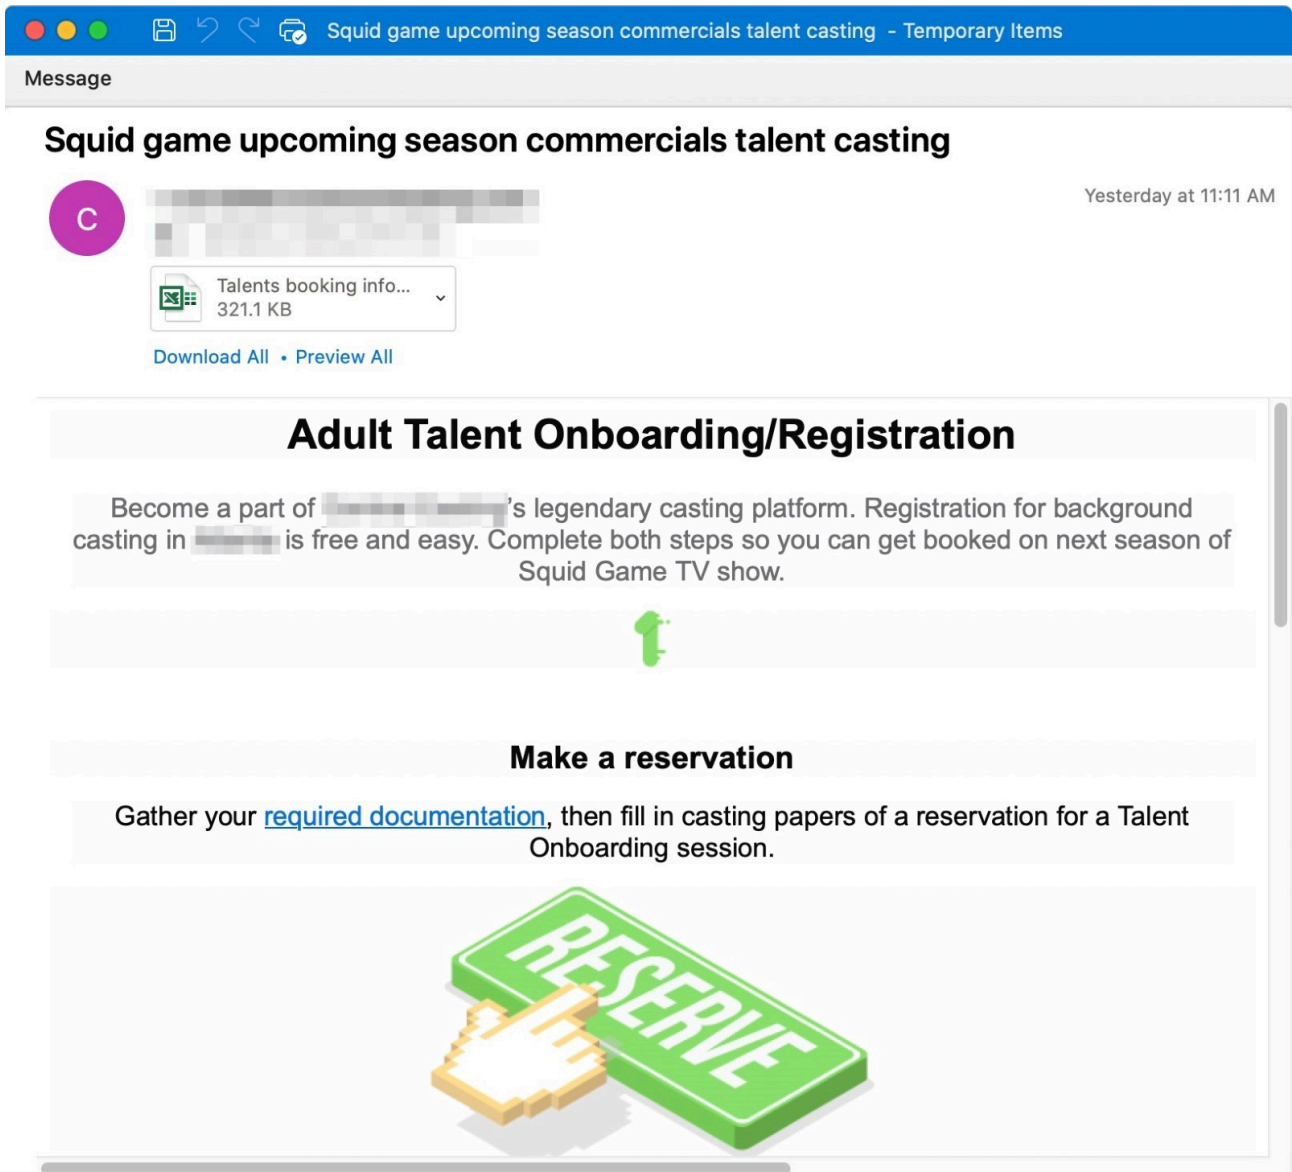 Squid game upcoming season commercials talent casting - Temporary Items
Message
Squid game upcoming season commercials talent casting
C
Yesterday at 11:11 AM
Talents booking info...
321.1 KB
Download All • Preview All
Adult Talent Onboarding/Registration
Become a part of 's legendary casting platform. Registration for background
casting in is free and easy. Complete both steps so you can get booked on next season of
Squid Game TV show.
1
Make a reservation
Gather your required documentation, then fill in casting papers of a reservation for a Talent
Onboarding session.
RESERVE